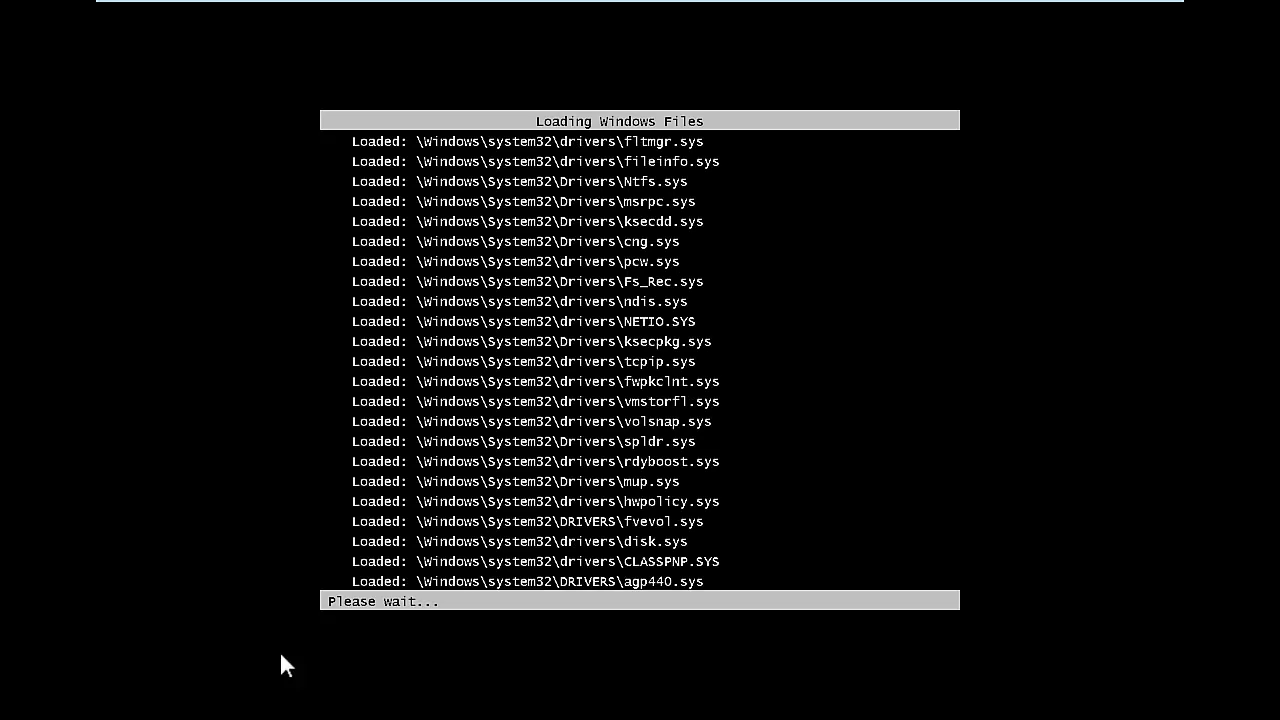 Loading Windows Files
Loaded: \Windows\system32\drivers\fltmgr.sys
Loaded: \Windows\system32\drivers\fileinfo.sys
Loaded: \Windows\System32\Drivers\Ntfs.sys
Loaded: \Windows\System32\Drivers\msrpc.sys
Loaded: \Windows\System32\Drivers\ksecdd.sys
Loaded: \Windows\System32\Drivers\cng.sys
Loaded: \Windows\System32\drivers\pcw.sys
Loaded: \Windows\System32\Drivers\Fs_Rec.sys
Loaded: \Windows\system32\drivers\ndis.sys
Loaded: \Windows\system32\drivers\NETIO.SYS
Loaded: \Windows\System32\Drivers\ksecpkg.sys
Loaded: \Windows\System32\drivers\tcpip.sys
Loaded: \Windows\System32\drivers\fwpkclnt.sys
Loaded: \Windows\system32\drivers\vmstorfl.sys
Loaded: \Windows\system32\drivers\volsnap.sys
Loaded: \Windows\System32\Drivers\spldr.sys
Loaded: \Windows\System32\drivers\rdyboost.sys
Loaded: \Windows\System32\Drivers\mup.sys
Loaded: \Windows\System32\drivers\hwpolicy.sys
Loaded: \Windows\System32\DRIVERS\fvevol.sys
Loaded: \Windows\system32\drivers\disk.sys
Loaded: \Windows\system32\drivers\CLASSPNP.SYS
Loaded: \Windows\system32\DRIVERS\agp440.sys
Please wait...